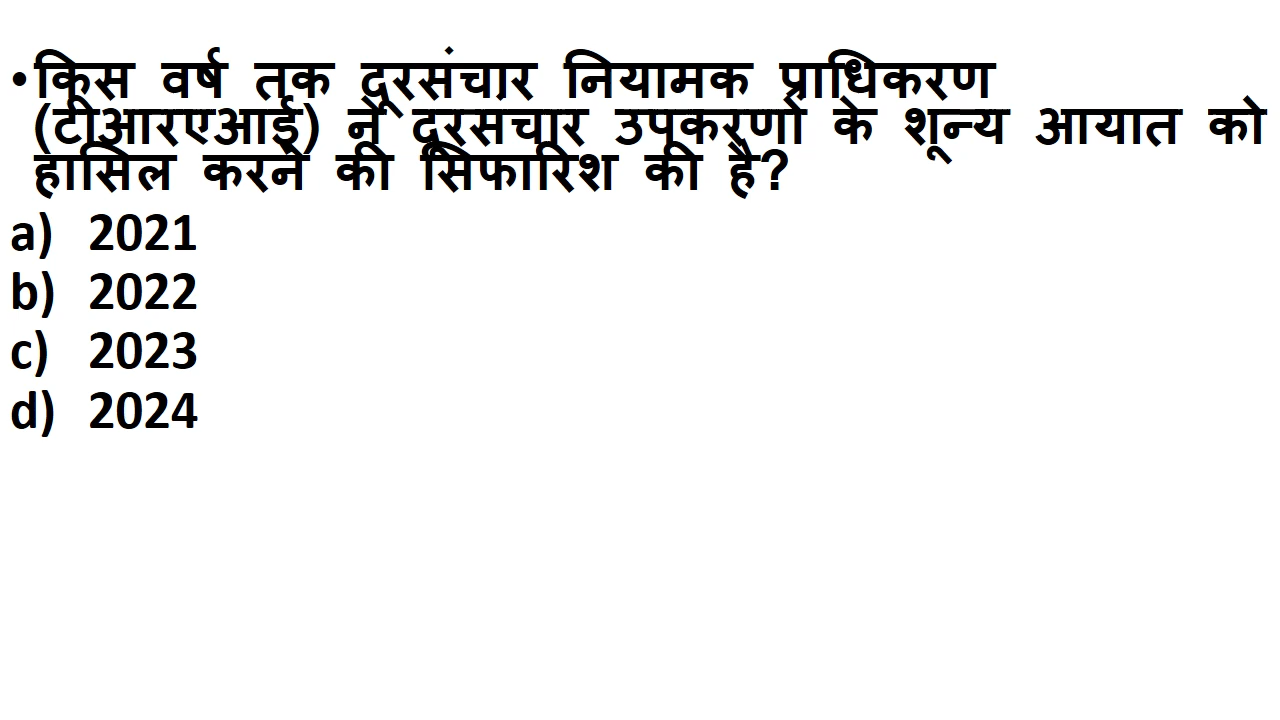 •किस वर्ष तक दूरसंचार नियामक प्राधिकरण
(टीआरएआई) ने दूरसंचार उपकरणों के शून्य आयात को
हासिल करने की सिफारिश की है?
a) 2021
b) 2022
c) 2023
d) 2024